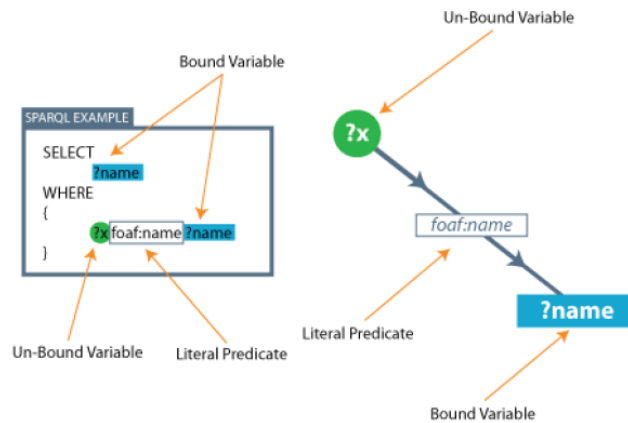 Un-Bound Variable
Bound Variable
SPARQL EXAMPLE
SELECT
?name
WHERE
{
?x foaf:name ?name
}
Un-Bound Variable
Literal Predicate
?x
foaf:name
Literal Predicate
?name
Bound Variable